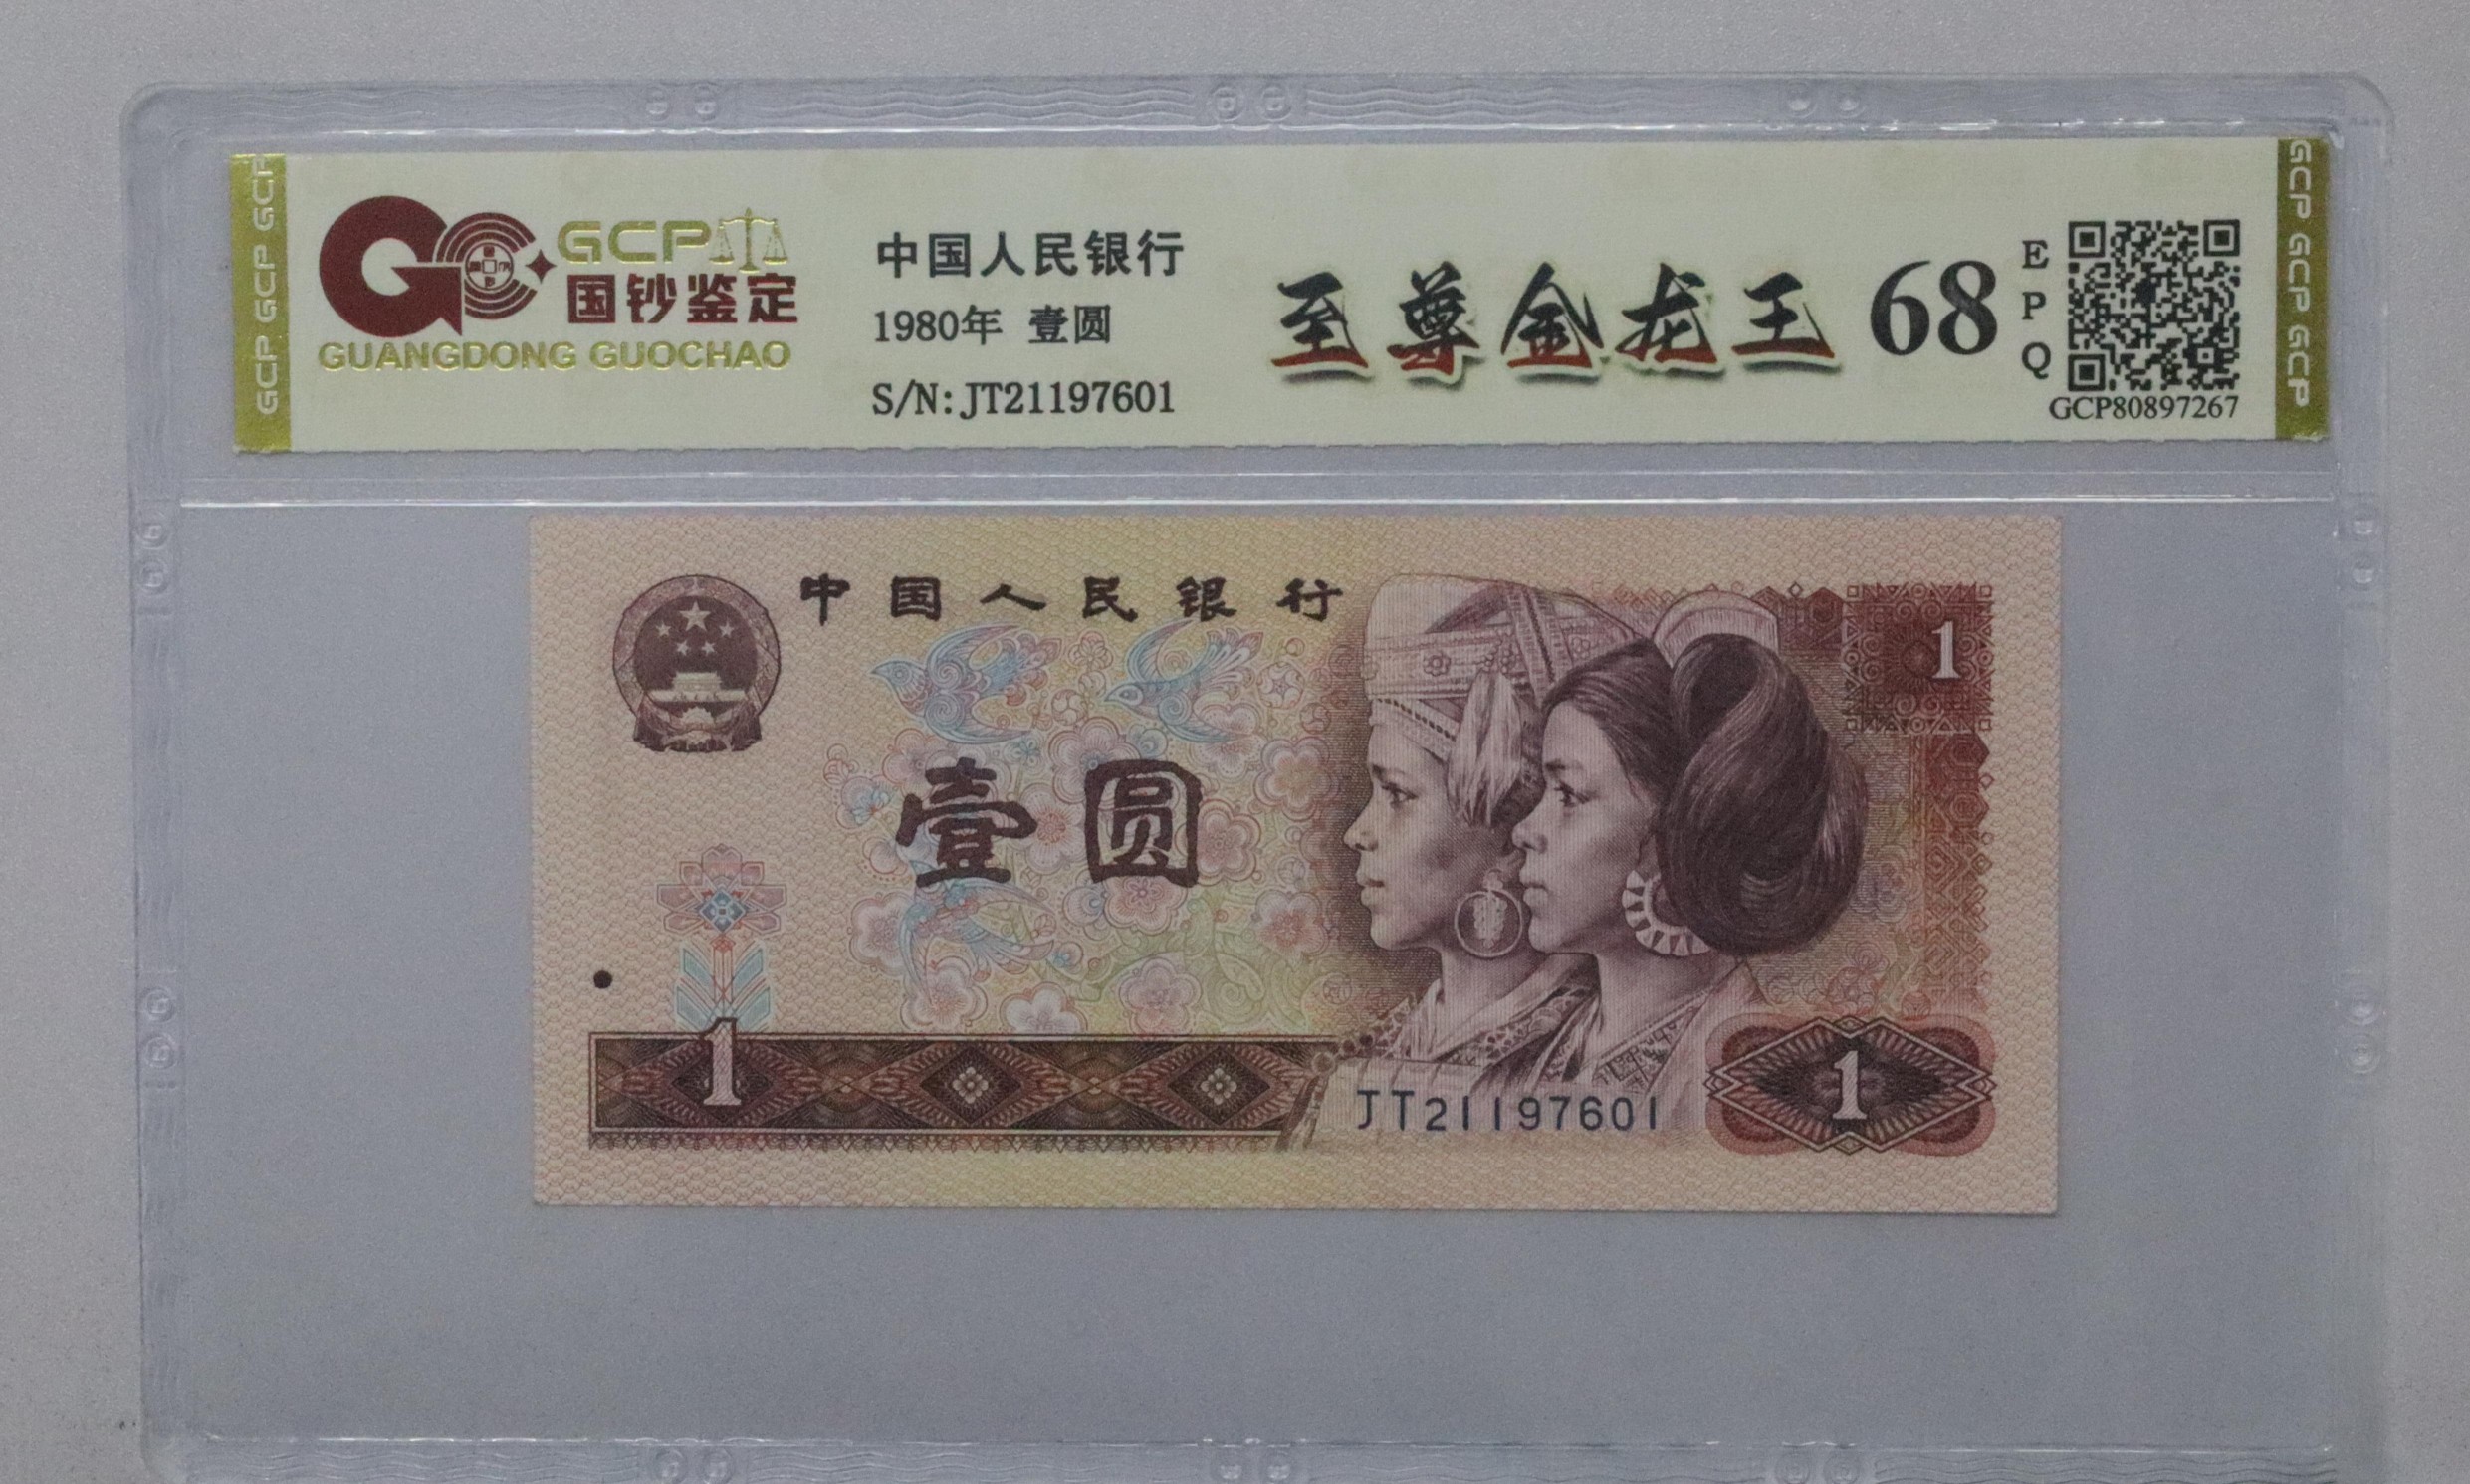 GCP GCP GCP
GCP
国钞鉴定
GUANGDONG GUOCHAO
中国人民银行
1980年 壹圆
S/N:JT21197601
至尊金龙王 68
E
P
Q
GCP80897267
GCP GCP GCP
中国人民银行
1
壹圆
1
JT21197601
1